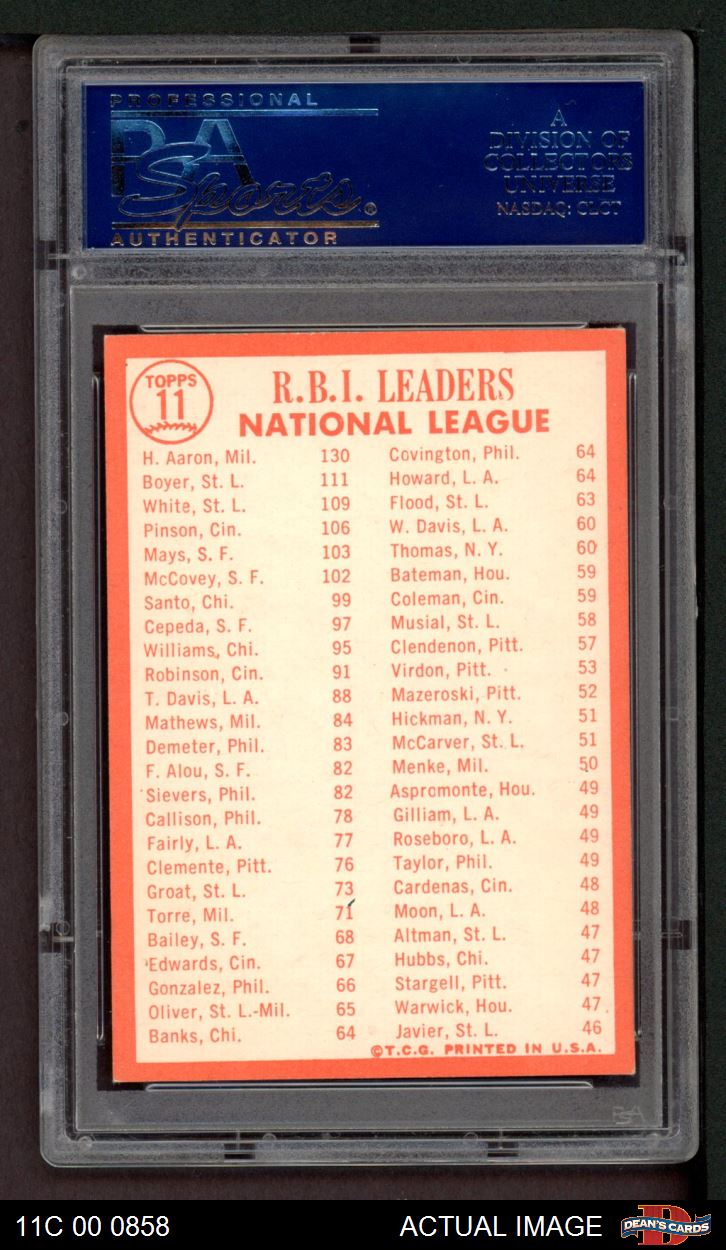 PROFESSIONAL
PSA
Sports®
AUTHENTICATOR
A
DIVISION OF
COLLECTORS
UNIVERSE
NASDAQ: CLCT
TOPPS
11
R.B.I. LEADERS
NATIONAL LEAGUE
H. Aaron, Mil. 130
Boyer, St. L. 111
White, St. L. 109
Pinson, Cin. 106
Mays, S. F. 103
McCovey, S. F. 102
Santo, Chi. 99
Cepeda, S. F. 97
Williams, Chi. 95
Robinson, Cin. 91
T. Davis, L. A. 88
Mathews, Mil. 84
Demeter, Phil. 83
F. Alou, S. F. 82
Sievers, Phil. 82
Callison, Phil. 78
Fairly, L. A. 77
Clemente, Pitt. 76
Groat, St. L. 73
Torre, Mil. 71
Bailey, S. F. 68
Edwards, Cin. 67
Gonzalez, Phil. 66
Oliver, St. L.-Mil. 65
Banks, Chi. 64
Covington, Phil. 64
Howard, L. A. 64
Flood, St. L. 63
W. Davis, L. A. 60
Thomas, N. Y. 60
Bateman, Hou. 59
Coleman, Cin. 59
Musial, St. L. 58
Clendenon, Pitt. 57
Virdon, Pitt. 53
Mazeroski, Pitt. 52
Hickman, N. Y. 51
McCarver, St. L. 51
Menke, Mil. 50
Aspromonte, Hou. 49
Gilliam, L. A. 49
Roseboro, L. A. 49
Taylor, Phil. 49
Cardenas, Cin. 48
Moon, L. A. 48
Altman, St. L. 47
Hubbs, Chi. 47
Stargell, Pitt. 47
Warwick, Hou. 47
Javier, St. L. 46
©T.C.G. PRINTED IN U.S.A.
PSA
11C 00 0858
ACTUAL IMAGE
D
DEAN'S CARDS